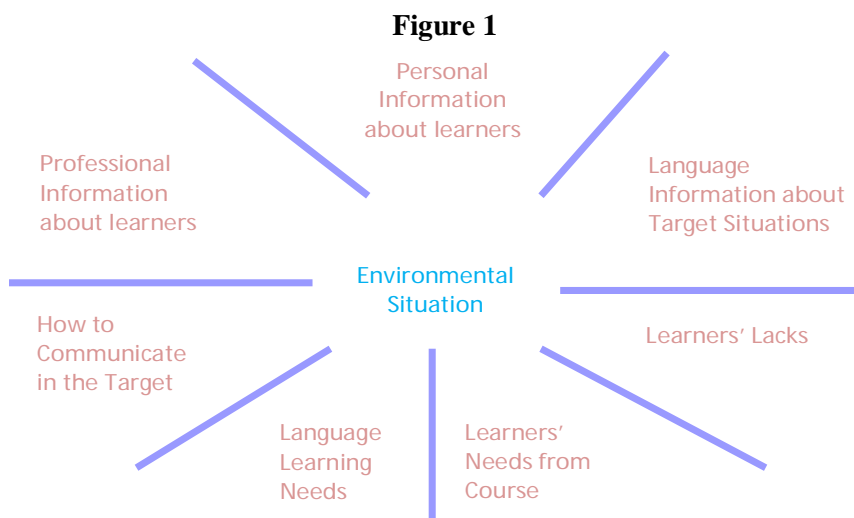 Figure 1
Personal
Information
about learners
Professional
Information
about learners
Language
Information about
Target Situations
Environmental
Situation
How to
Communicate
in the Target
Learners’ Lacks
Language
Learning
Needs
Learners’
Needs from
Course